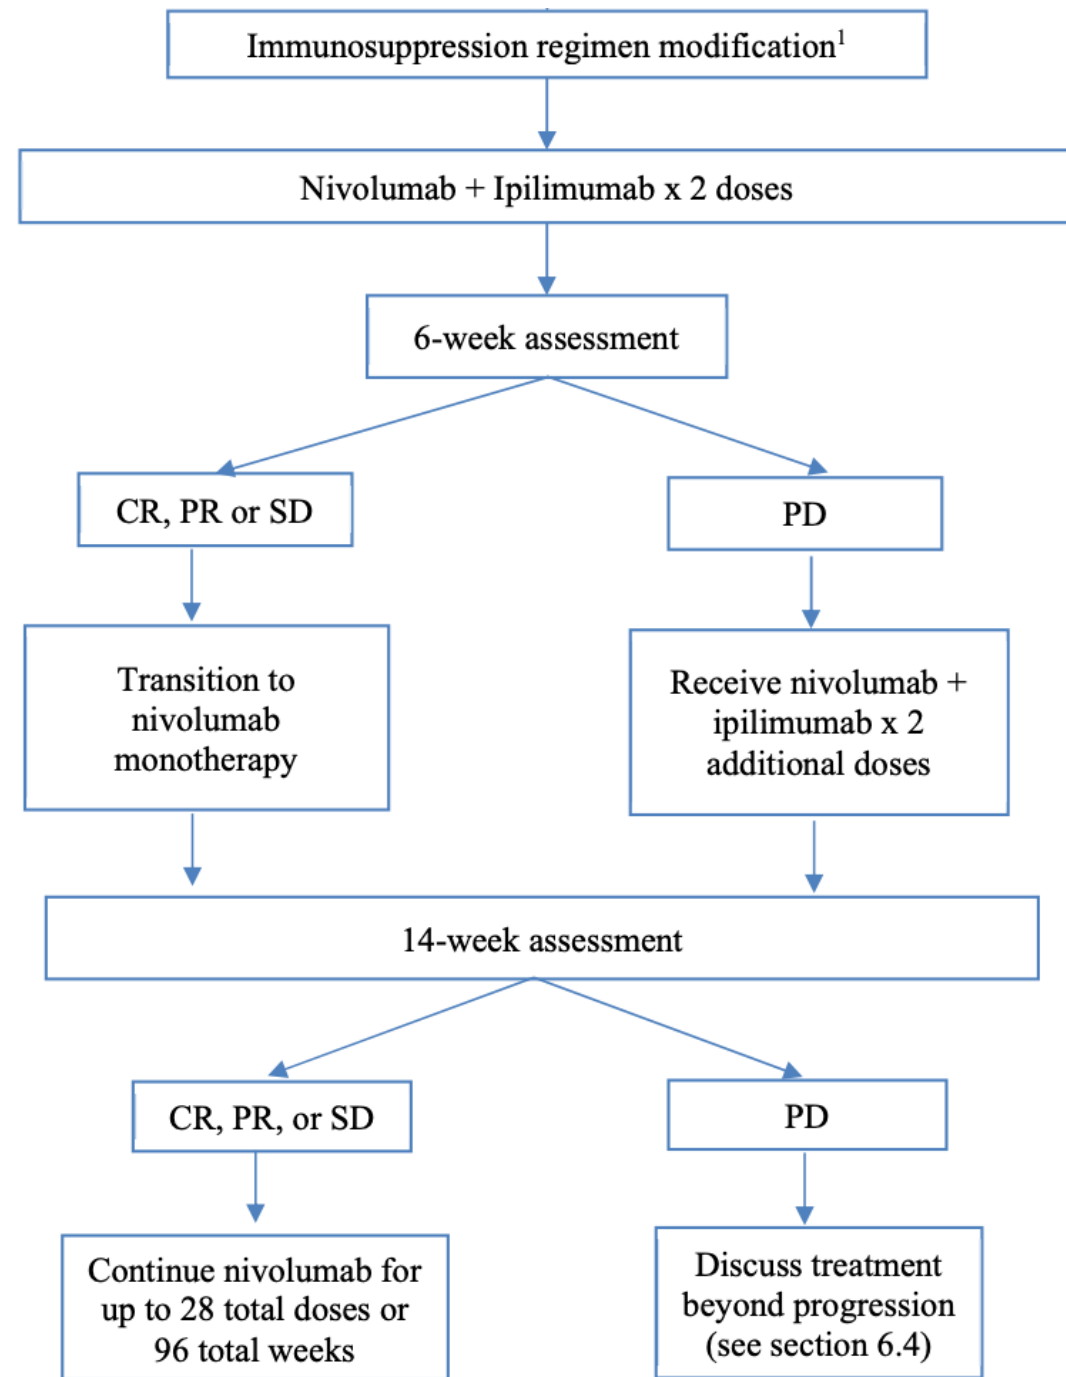 Immunosuppression regimen modification¹
Nivolumab + Ipilimumab x 2 doses
6-week assessment
CR, PR or SD
PD
Transition to
nivolumab
monotherapy
Receive nivolumab +
ipilimumab x 2
additional doses
14-week assessment
CR, PR, or SD
PD
Continue nivolumab for
up to 28 total doses or
96 total weeks
Discuss treatment
beyond progression
(see section 6.4)